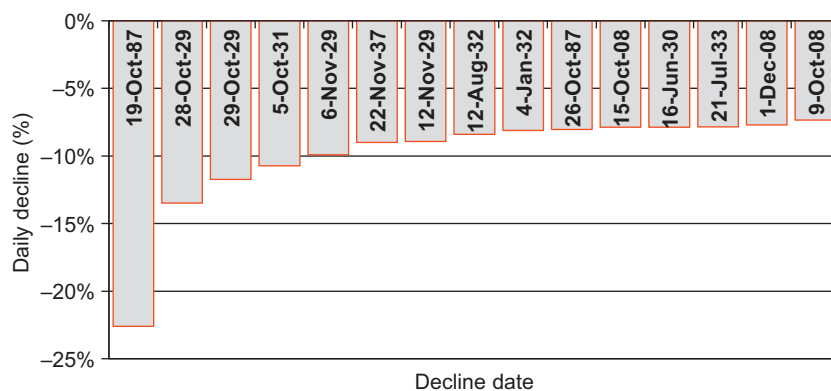 0%
–5%
–10%
–15%
–20%
–25%
Daily decline (%)
19-Oct-87
28-Oct-29
29-Oct-29
5-Oct-31
6-Nov-29
22-Nov-37
12-Nov-29
12-Aug-32
4-Jan-32
26-Oct-87
15-Oct-08
16-Jun-30
21-Jul-33
1-Dec-08
9-Oct-08
Decline date